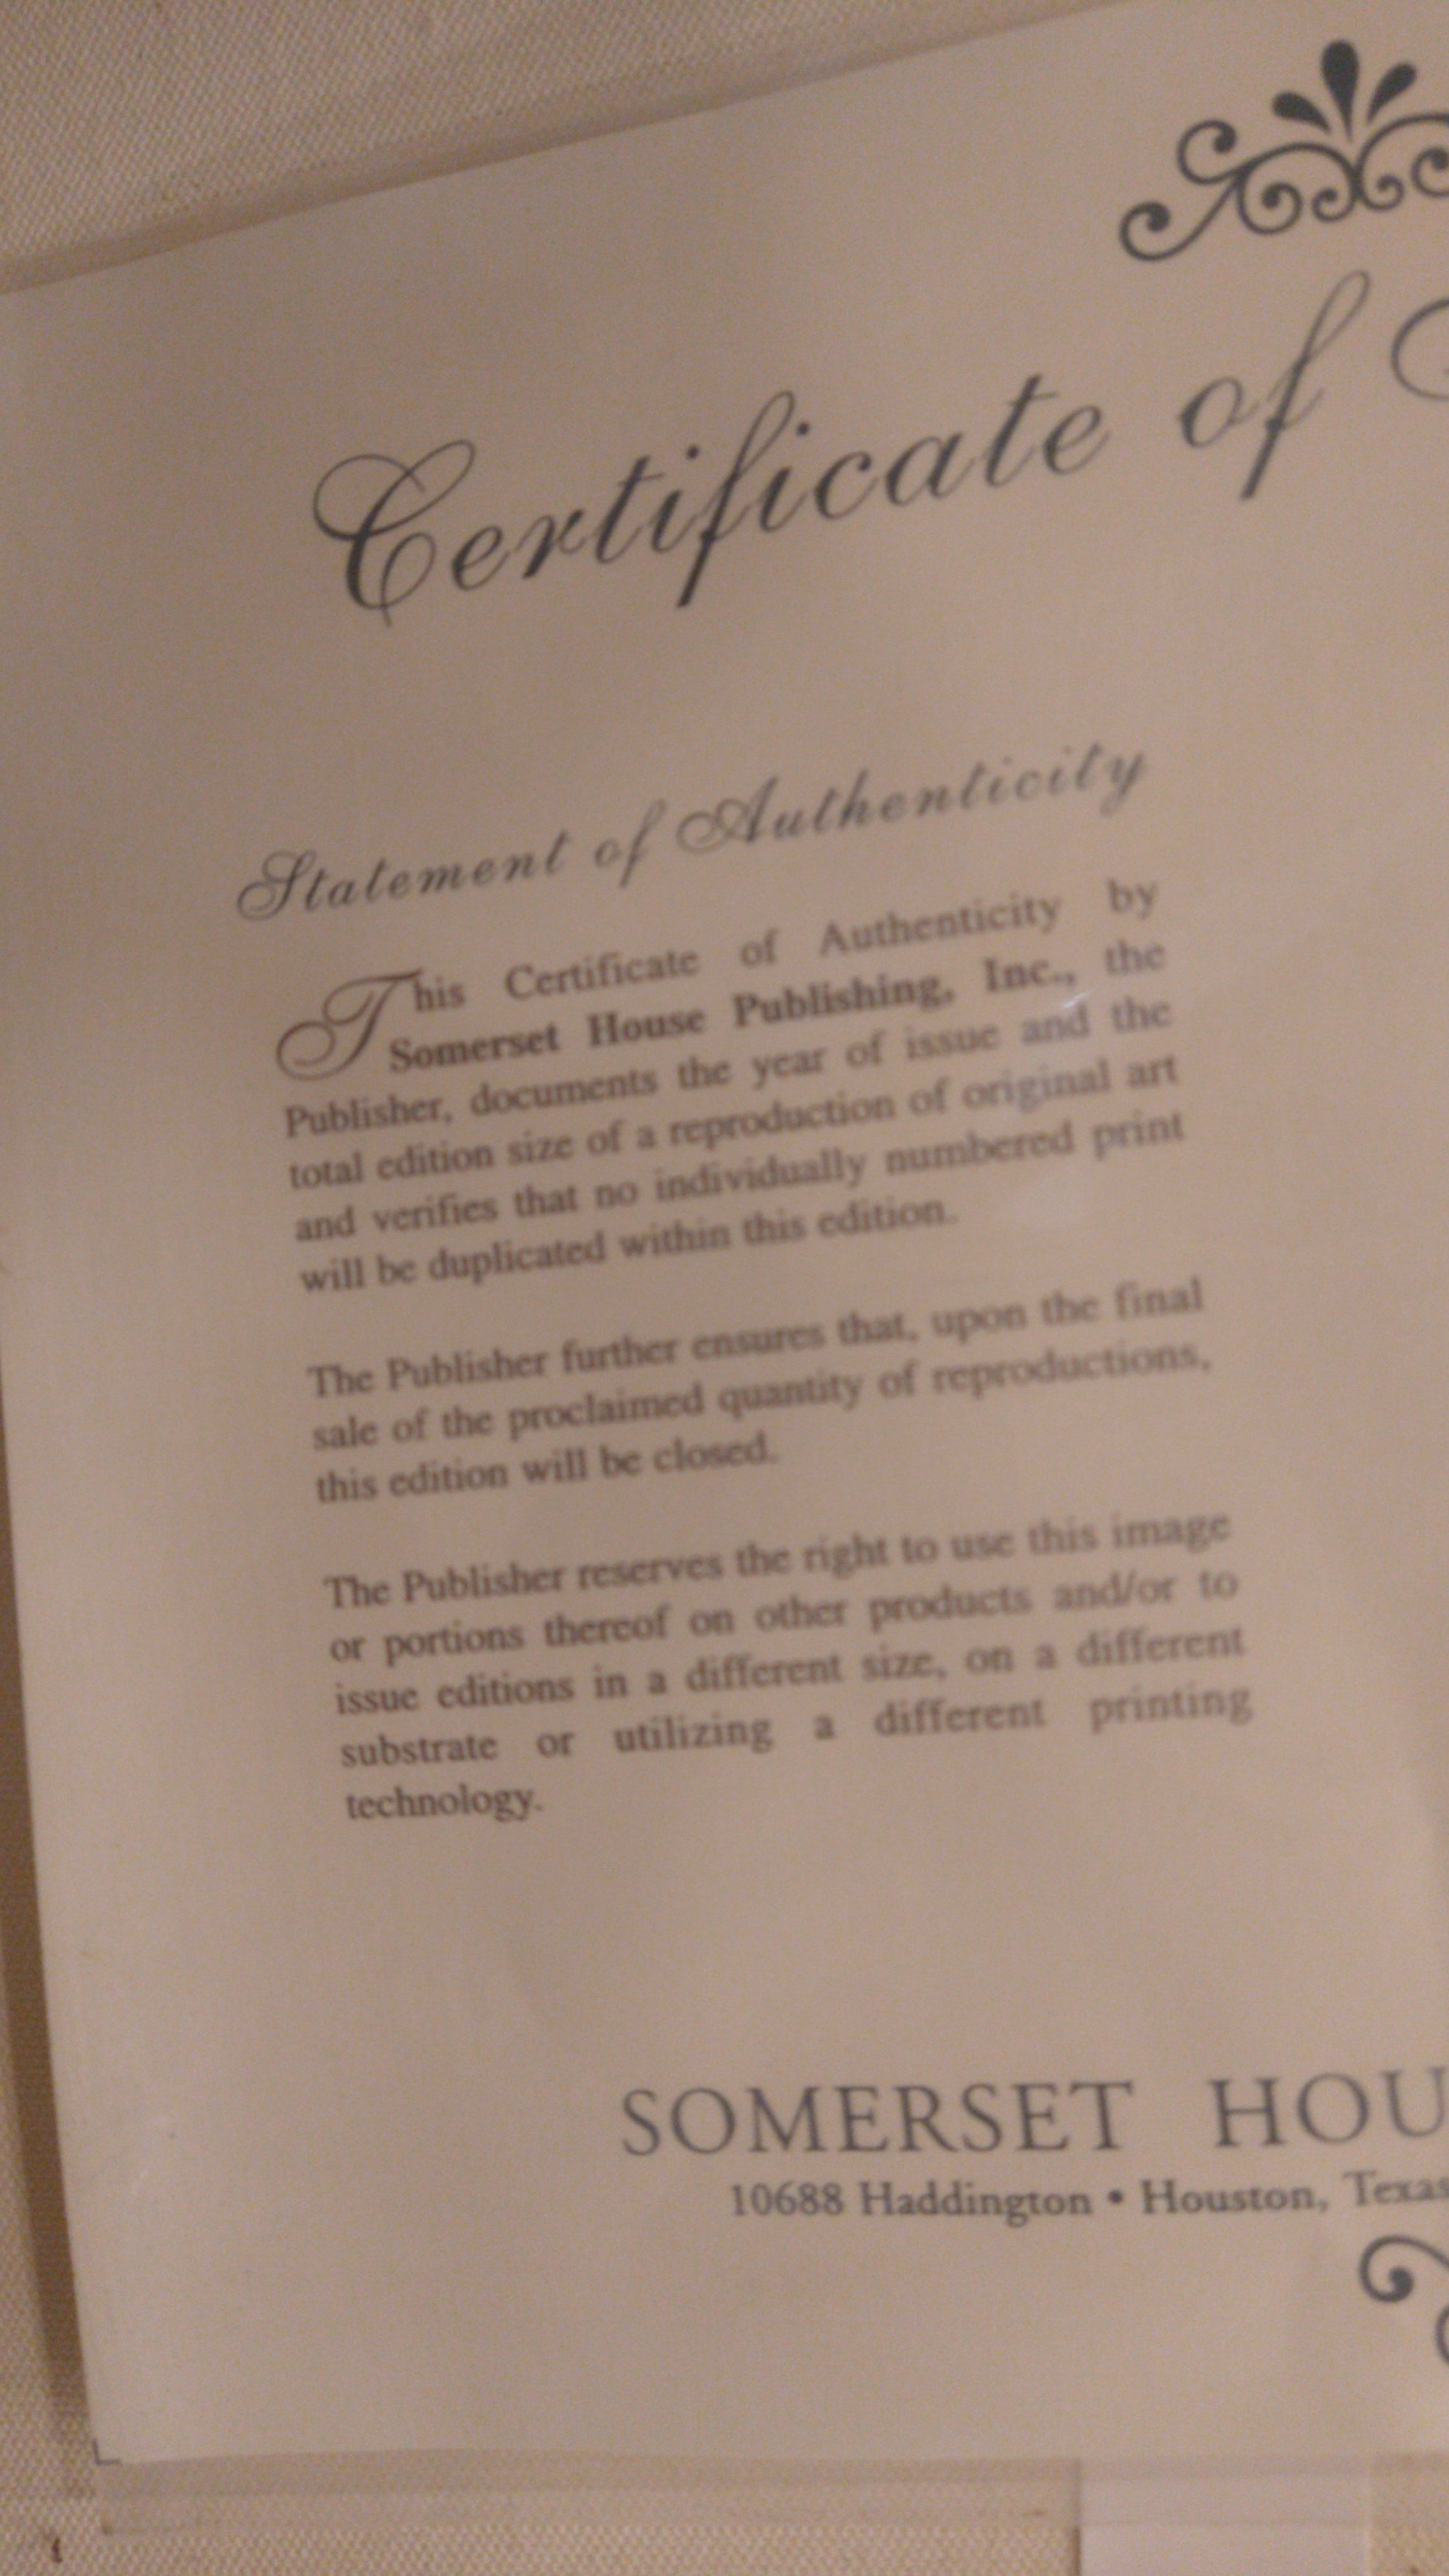 Certificate of
Statement of Authenticity
This Certificate of Authenticity by
Somerset House Publishing, Inc., the
Publisher, documents the year of issue and the
total edition size of a reproduction of original art
and verifies that no individually numbered print
will be duplicated within this edition.
The Publisher further ensures that, upon the final
sale of the proclaimed quantity of reproductions,
this edition will be closed.
The Publisher reserves the right to use this image
or portions thereof on other products and/or to
issue editions in a different size, on a different
substrate or utilizing a different printing
technology.
SOMERSET HOU
10688 Haddington • Houston, Texas